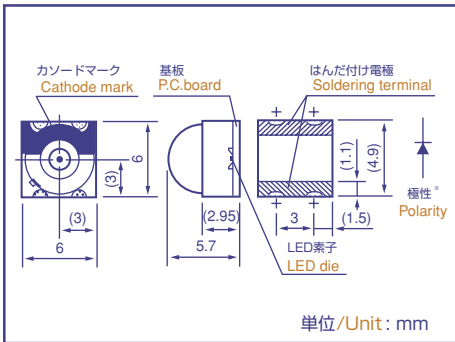 カソードマーク
Cathode mark
基板
P.C.board
はんだ付け電極
Soldering terminal
6
(3)
(3)
6
(2.95)
5.7
(1.1)
(4.9)
3
(1.5)
LED素子
LED die
極性※
Polarity
単位/Unit : mm